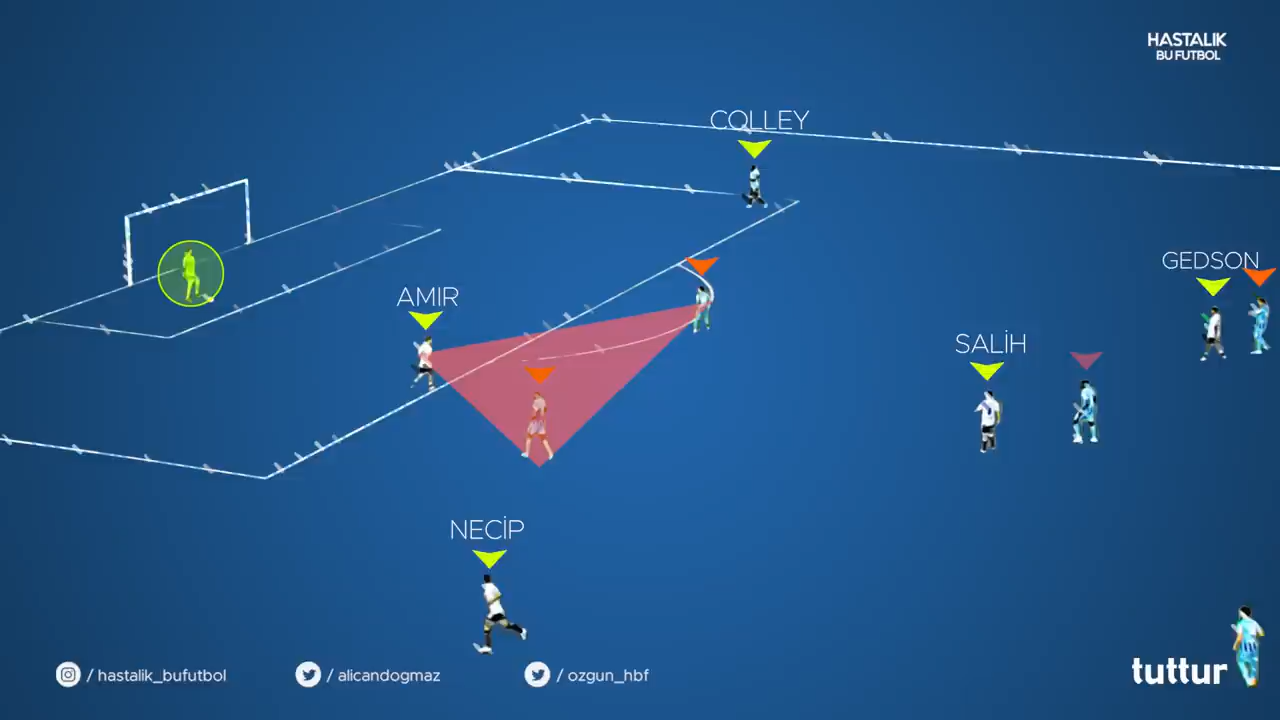 HASTALIK
BU FUTBOL
COLLEY
GEDSON
AMIR
SALİH
NECİP
/ hastalik_bufutbol
/ alicandogmaz
/ ozgun_hbf
tuttur